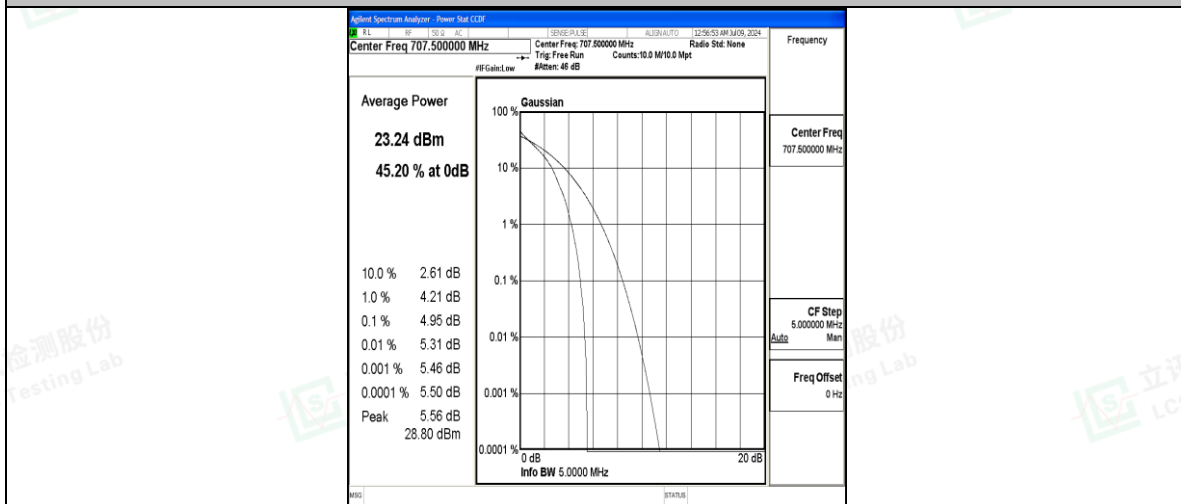 Agilent Spectrum Analyzer - Power Stat CCDF
RL RF 50 Ω AC SENSE:PULSE ALIGNAUTO 12:56:53 AM Jul 09, 2024
Center Freq 707.500000 MHz
Center Freq: 707.500000 MHz
Radio Std: None
Trig: Free Run
Counts:10.0 M/10.0 Mpt
#IFGain:Low
#Atten: 46 dB
Average Power
23.24 dBm
45.20 % at 0dB
10.0 % 2.61 dB
1.0 % 4.21 dB
0.1 % 4.95 dB
0.01 % 5.31 dB
0.001 % 5.46 dB
0.0001 % 5.50 dB
Peak 5.56 dB
28.80 dBm
Gaussian
100 %
10 %
1 %
0.1 %
0.01 %
0.001 %
0.0001 %
0 dB
20 dB
Info BW 5.0000 MHz
Frequency
Center Freq
707.500000 MHz
CF Step
5.000000 MHz
Auto Man
Freq Offset
0 Hz
MSG
STATUS
检测股份
Testing Lab
股份
ng Lab
立
LCS